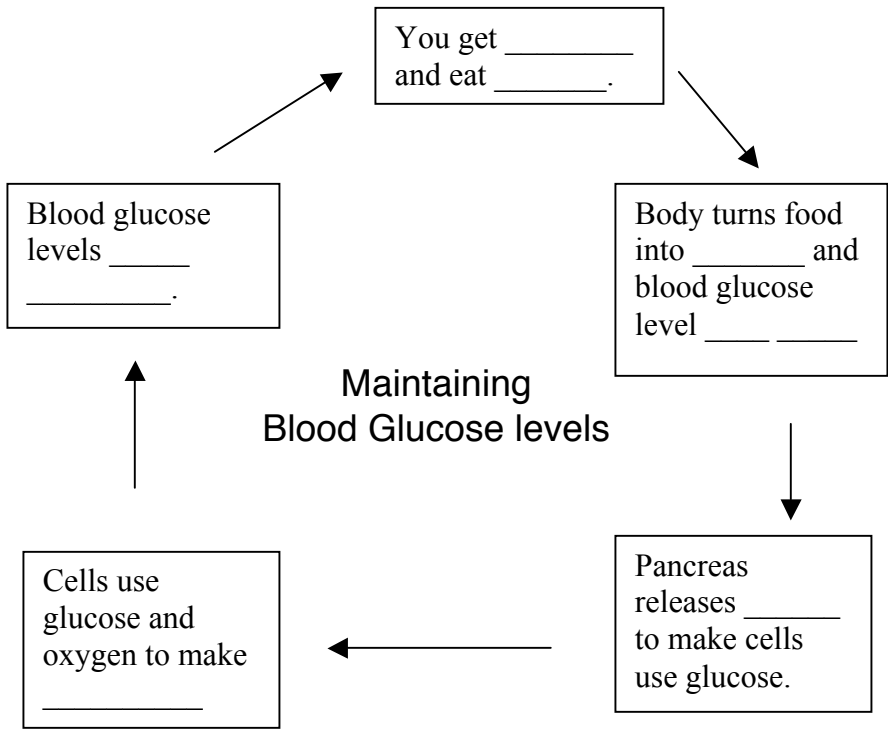 You get ________
and eat _______.
Blood glucose
levels _____
_________.
Body turns food
into _______ and
blood glucose
level ____ _____
Maintaining
Blood Glucose levels
Cells use
glucose and
oxygen to make
__________
Pancreas
releases ______
to make cells
use glucose.